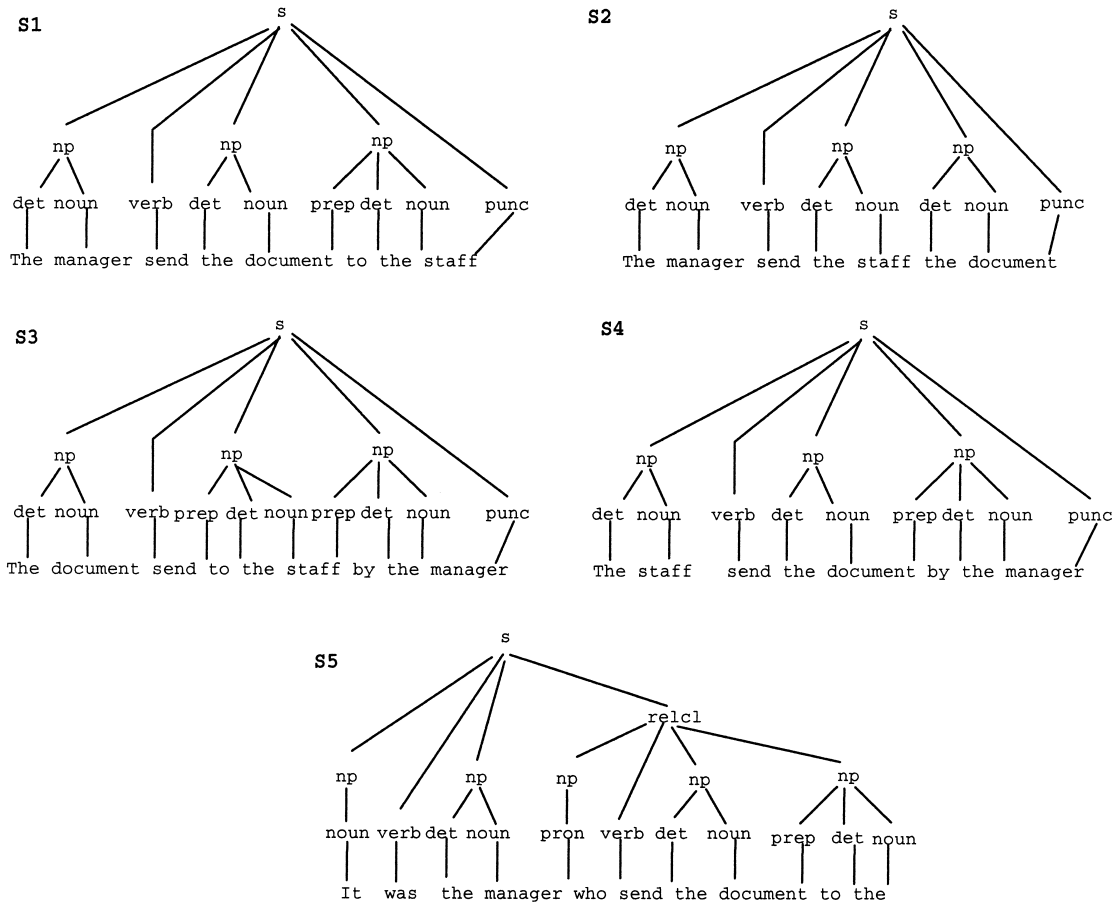 S1
s
np np np
det noun verb det noun prep det noun punc
The manager send the document to the staff
S2
s
np np np
det noun verb det noun det noun punc
The manager send the staff the document
S3
s
np np np
det noun verb prep det noun prep det noun punc
The document send to the staff by the manager
S4
s
np np np
det noun verb det noun prep det noun punc
The staff send the document by the manager
S5
s
relcl
np np np np np
noun verb det noun pron verb det noun prep det noun
It was the manager who send the document to the